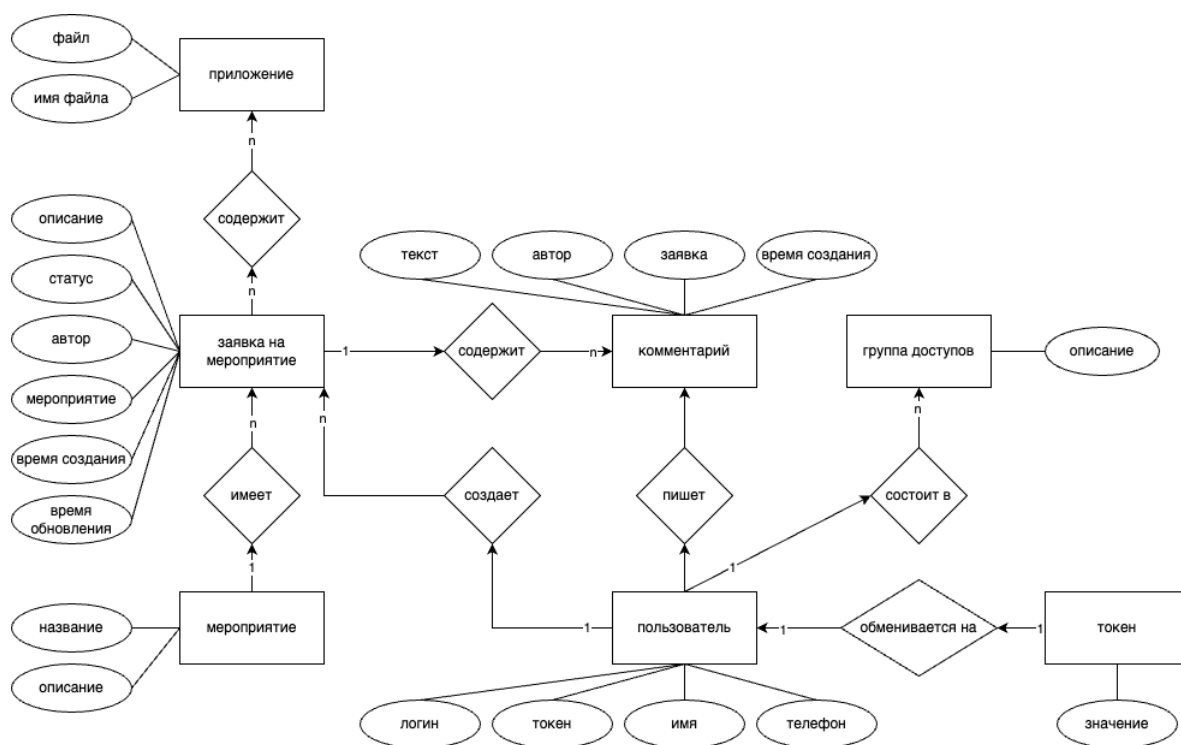 файл
приложение
имя файла
n
содержит
описание
текст
автор
заявка
время создания
статус
n
автор
заявка на
мероприятие
1
содержит
n
комментарий
группа доступов
описание
мероприятие
n
n
n
время создания
имеет
создает
пишет
состоит в
время
обновления
1
1
название
мероприятие
1
пользователь
1
обменивается на
1
токен
описание
логин
токен
имя
телефон
значение